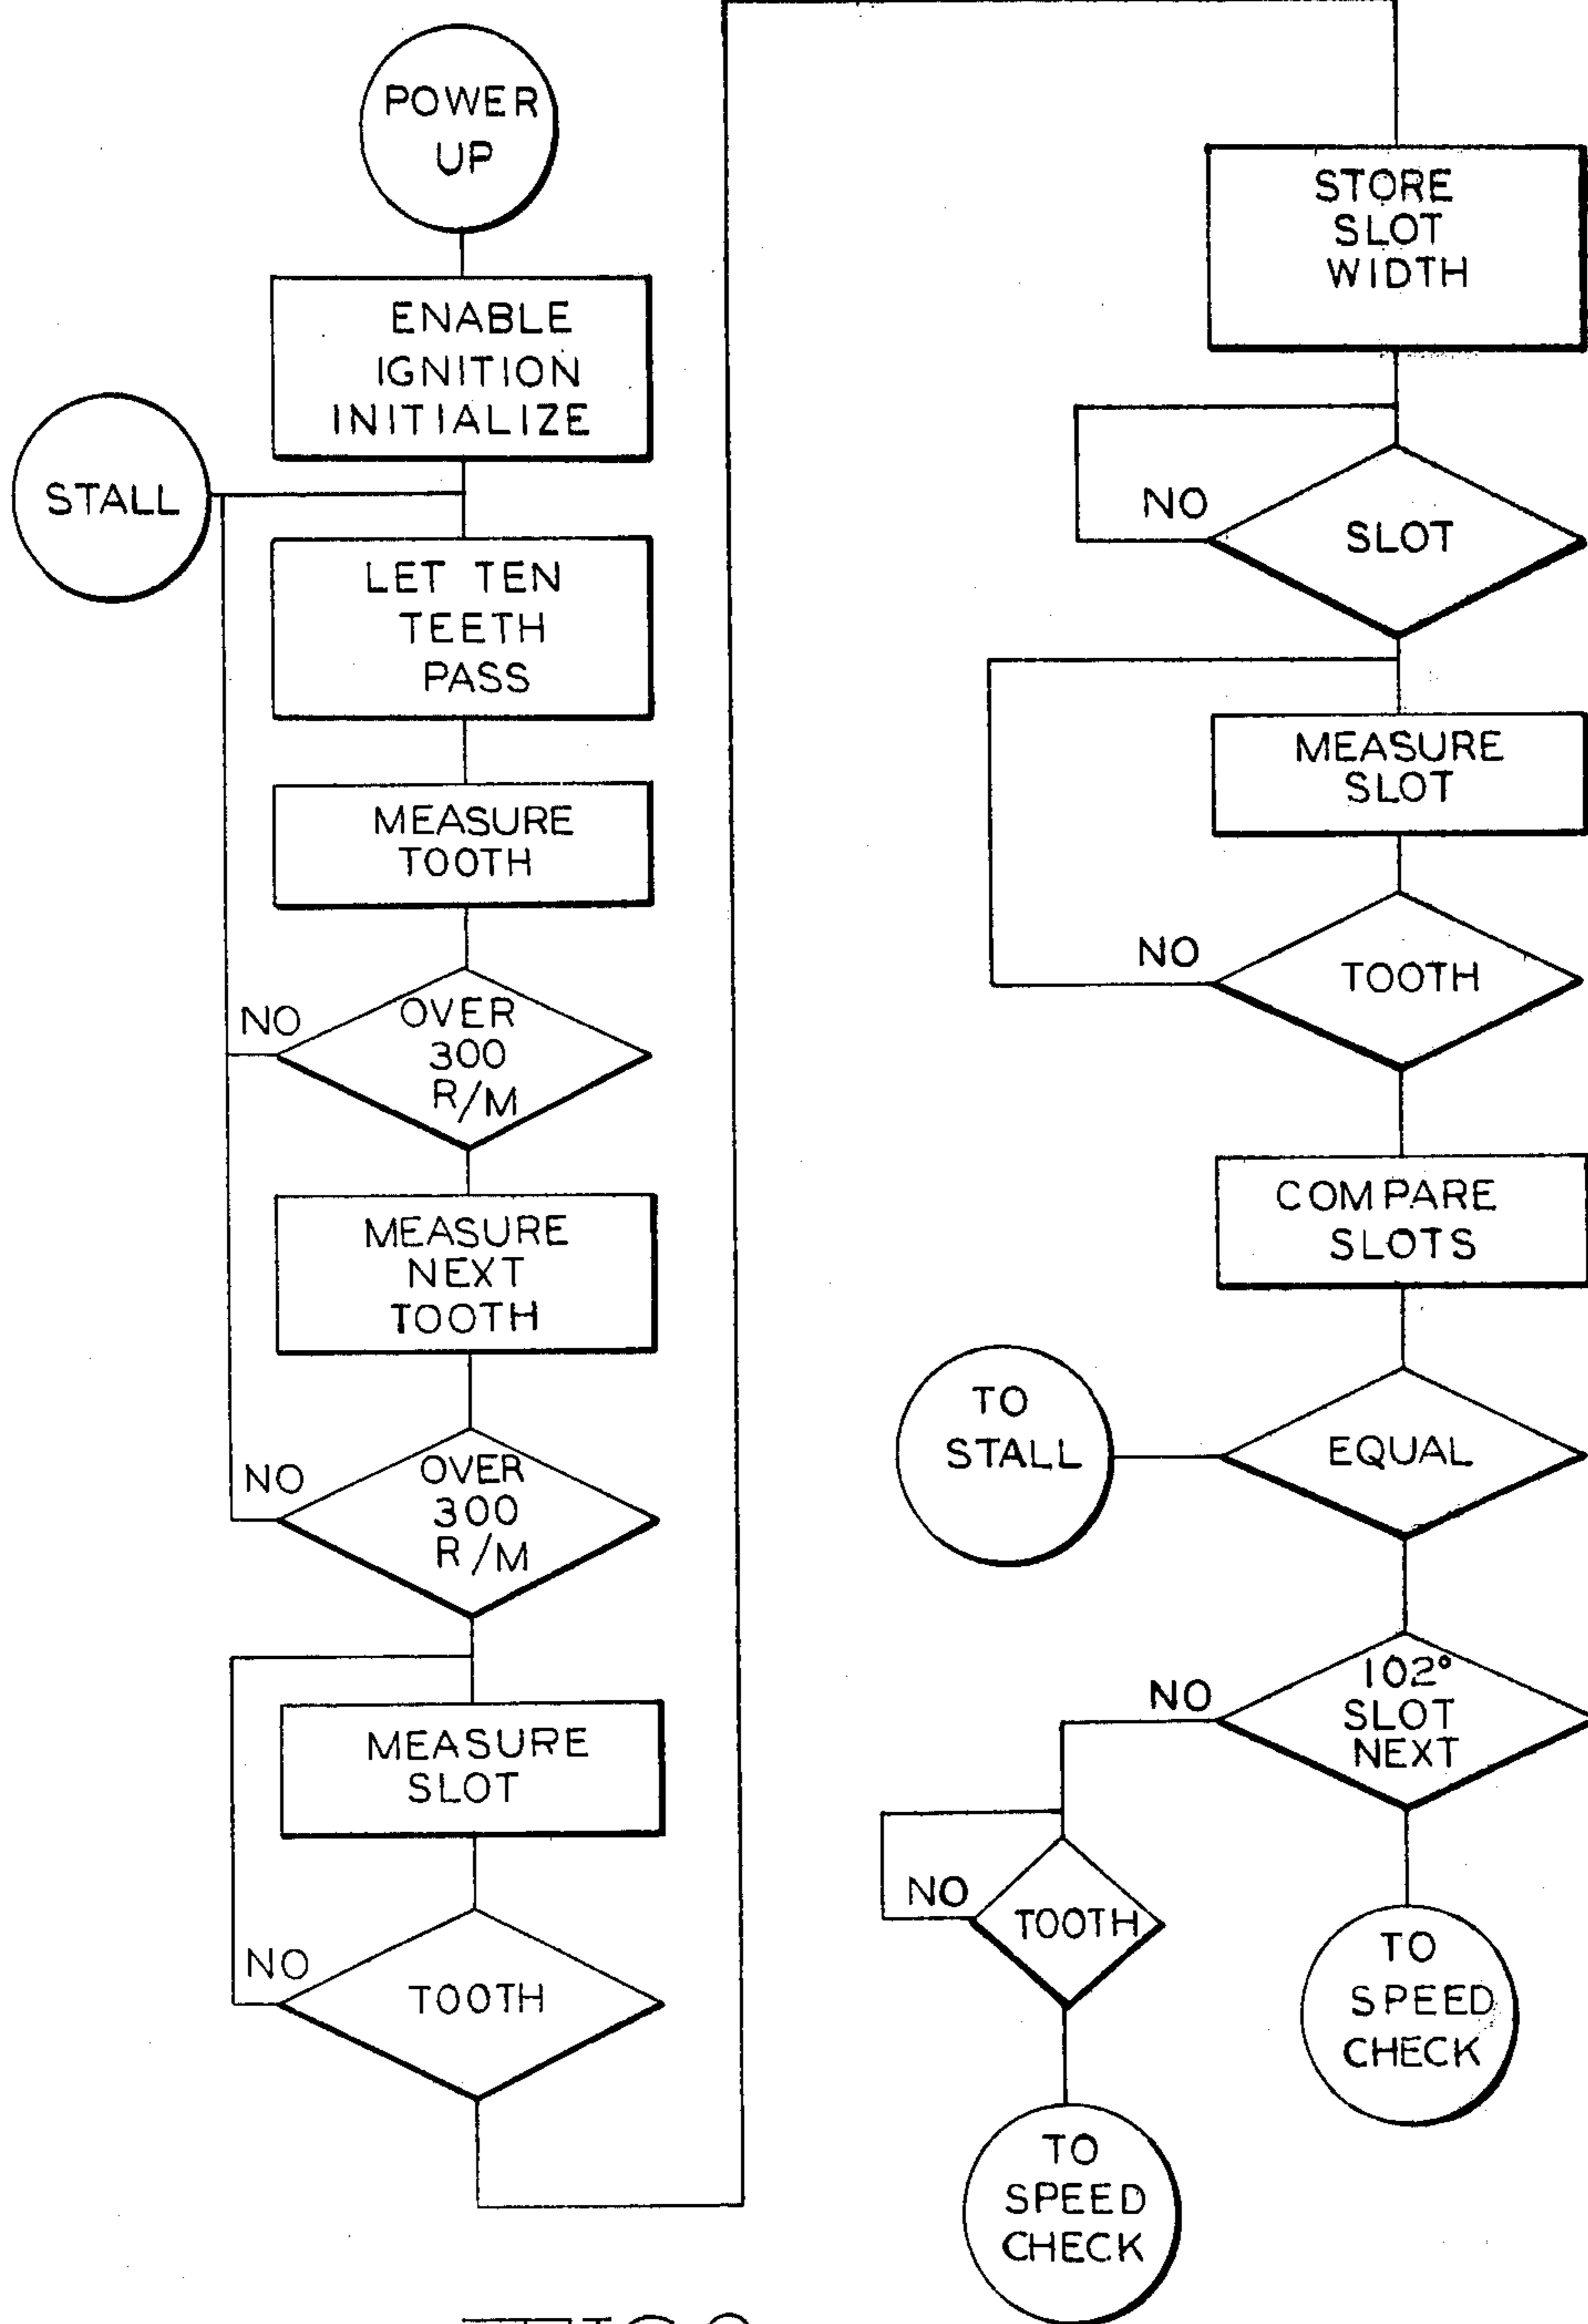 POWER
UP
ENABLE
IGNITION
INITIALIZE
STALL
LET TEN
TEETH
PASS
MEASURE
TOOTH
NO
OVER
300
R/M
MEASURE
NEXT
TOOTH
NO
OVER
300
R/M
MEASURE
SLOT
NO
TOOTH
STORE
SLOT
WIDTH
NO
SLOT
MEASURE
SLOT
NO
TOOTH
COMPARE
SLOTS
TO
STALL
EQUAL
NO
102°
SLOT
NEXT
NO
TOOTH
TO
SPEED
CHECK
TO
SPEED
CHECK